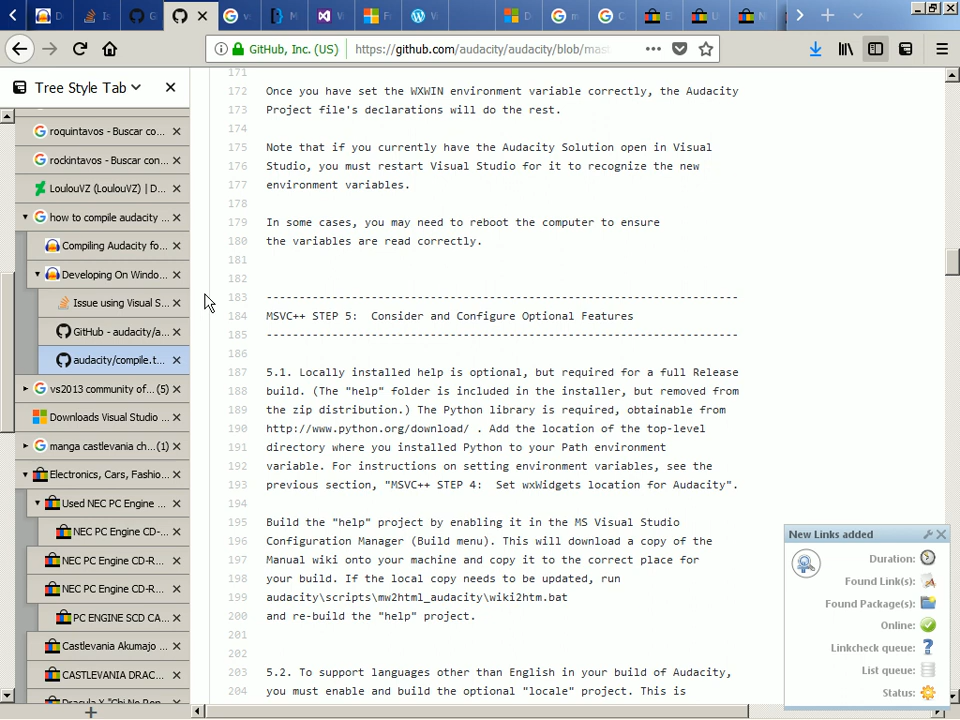 GitHub, Inc. (US)
https://github.com/audacity/audacity/blob/mas
Tree Style Tab
roquintavos - Buscar co...
rockintavos - Buscar con...
LoulouVZ (LoulouVZ) | D...
how to compile audacity ...
Compiling Audacity fo...
Developing On Windo...
Issue using Visual S...
GitHub - audacity/a...
audacity/compile.t...
vs2013 community of... (5)
Downloads Visual Studio ...
manga castlevania ch... (1)
Electronics, Cars, Fashio...
Used NEC PC Engine ...
NEC PC Engine CD-...
NEC PC Engine CD-R...
NEC PC Engine CD-R...
PC ENGINE SCD CA...
Castlevania Akumajo ...
CASTLEVANIA DRAC...
171
172 Once you have set the WXWIN environment variable correctly, the Audacity
173 Project file's declarations will do the rest.
174
175 Note that if you currently have the Audacity Solution open in Visual
176 Studio, you must restart Visual Studio for it to recognize the new
177 environment variables.
178
179 In some cases, you may need to reboot the computer to ensure
180 the variables are read correctly.
181
182
183 ------------------------------------------------------------------------
184 MSVC++ STEP 5:  Consider and Configure Optional Features
185 ------------------------------------------------------------------------
186
187 5.1. Locally installed help is optional, but required for a full Release
188 build. (The "help" folder is included in the installer, but removed from
189 the zip distribution.) The Python library is required, obtainable from
190 http://www.python.org/download/ . Add the location of the top-level
191 directory where you installed Python to your Path environment
192 variable. For instructions on setting environment variables, see the
193 previous section, "MSVC++ STEP 4:  Set wxWidgets location for Audacity".
194
195 Build the "help" project by enabling it in the MS Visual Studio
196 Configuration Manager (Build menu). This will download a copy of the
197 Manual wiki onto your machine and copy it to the correct place for
198 your build. If the local copy needs to be updated, run
199 audacity\scripts\mw2html_audacity\wiki2htm.bat
200 and re-build the "help" project.
201
202
203 5.2. To support languages other than English in your build of Audacity,
204 you must enable and build the optional "locale" project. This is
New Links added
Duration:
Found Link(s):
Found Package(s):
Online:
Linkcheck queue:
List queue:
Status: